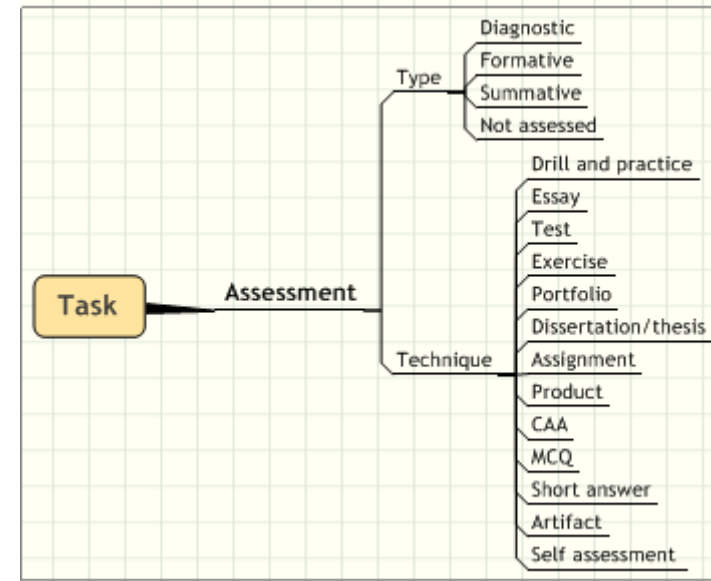 Task
Assessment
Type
Diagnostic
Formative
Summative
Not assessed
Technique
Drill and practice
Essay
Test
Exercise
Portfolio
Dissertation/thesis
Assignment
Product
CAA
MCQ
Short answer
Artifact
Self assessment